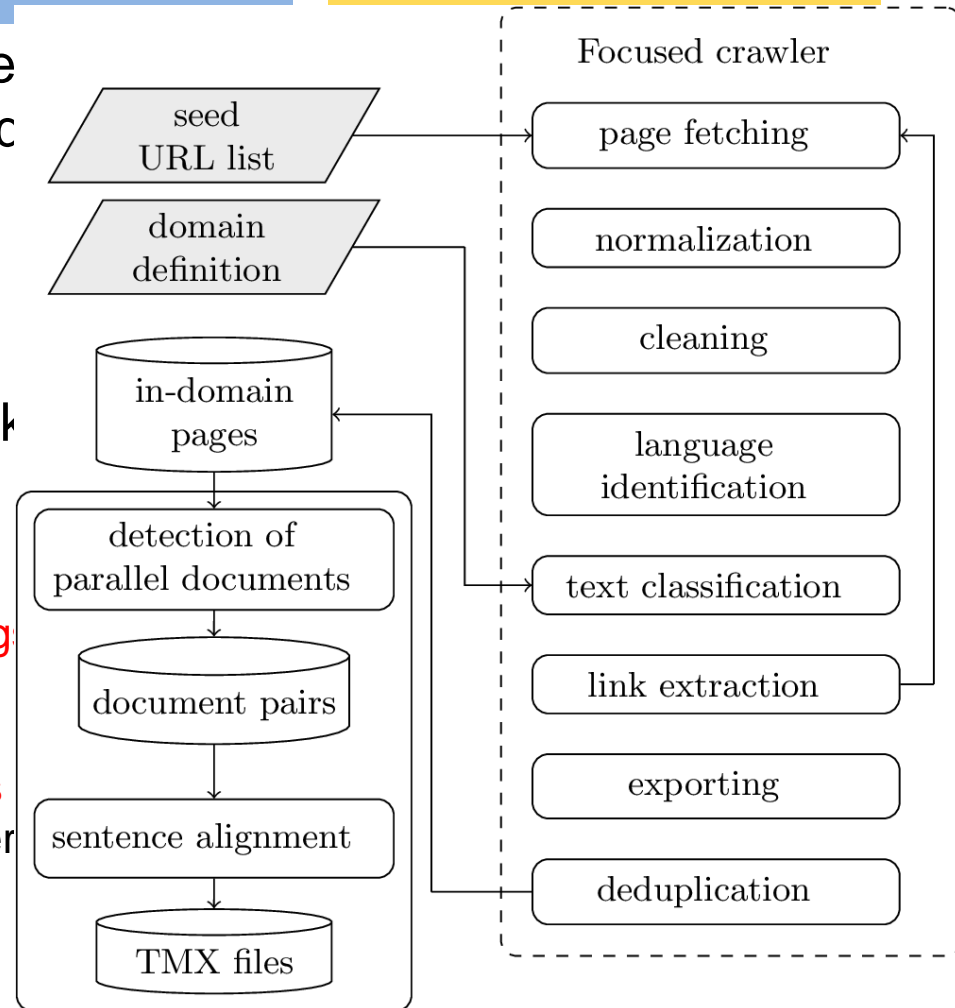 Focused crawler
seed
URL list
page fetching
domain
definition
normalization
cleaning
in-domain
pages
language
identification
detection of
parallel documents
text classification
document pairs
link extraction
exporting
sentence alignment
deduplication
TMX files